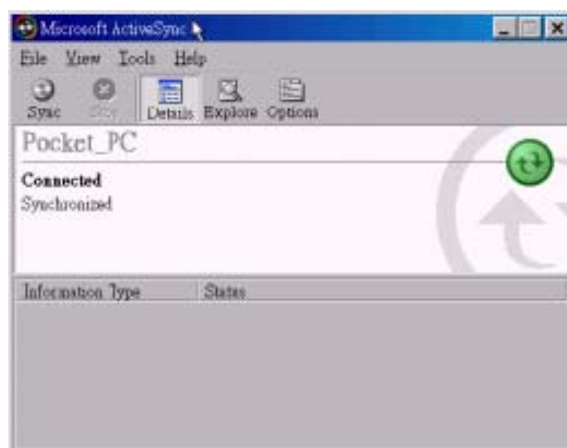 Microsoft ActiveSync
File View Tools Help
Sync Stop Details Explore Options
Pocket_PC
Connected
Synchronized
Information Type Status